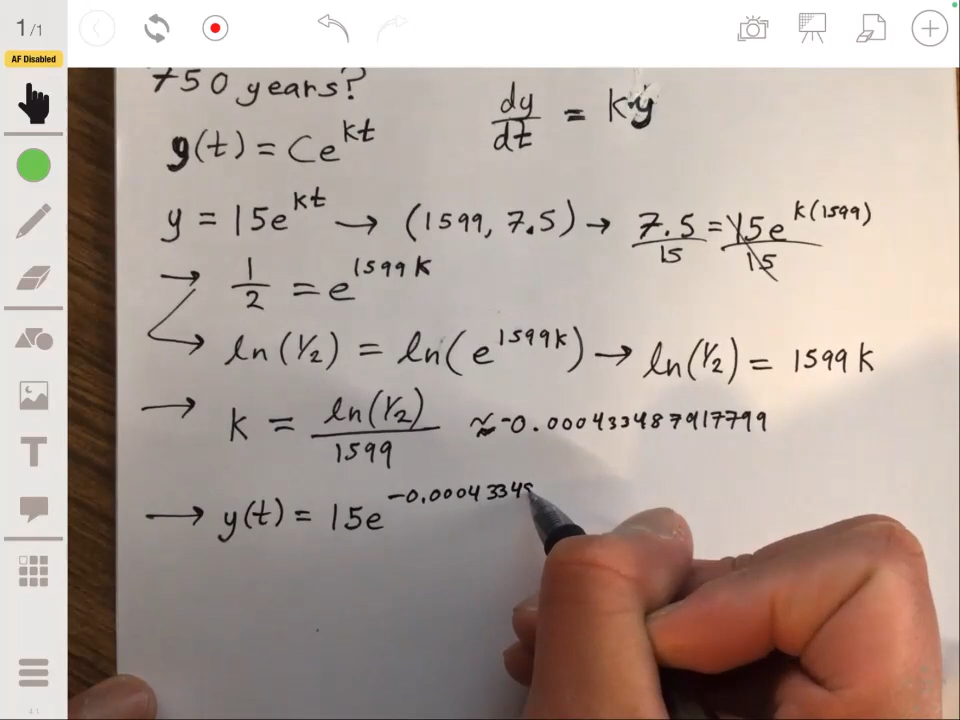 1/1
AF Disabled
750 years?
y(t) = Ce^{kt}
dy/dt = ky
y = 15e^{kt} → (1599, 7.5) → 7.5/15 = 15e^{k(1599)}/15
→ 1/2 = e^{1599k}
→ ln(1/2) = ln(e^{1599k}) → ln(1/2) = 1599k
→ k = ln(1/2)/1599 ≈ -0.000433487917799
→ y(t) = 15e^{-0.00043348
T